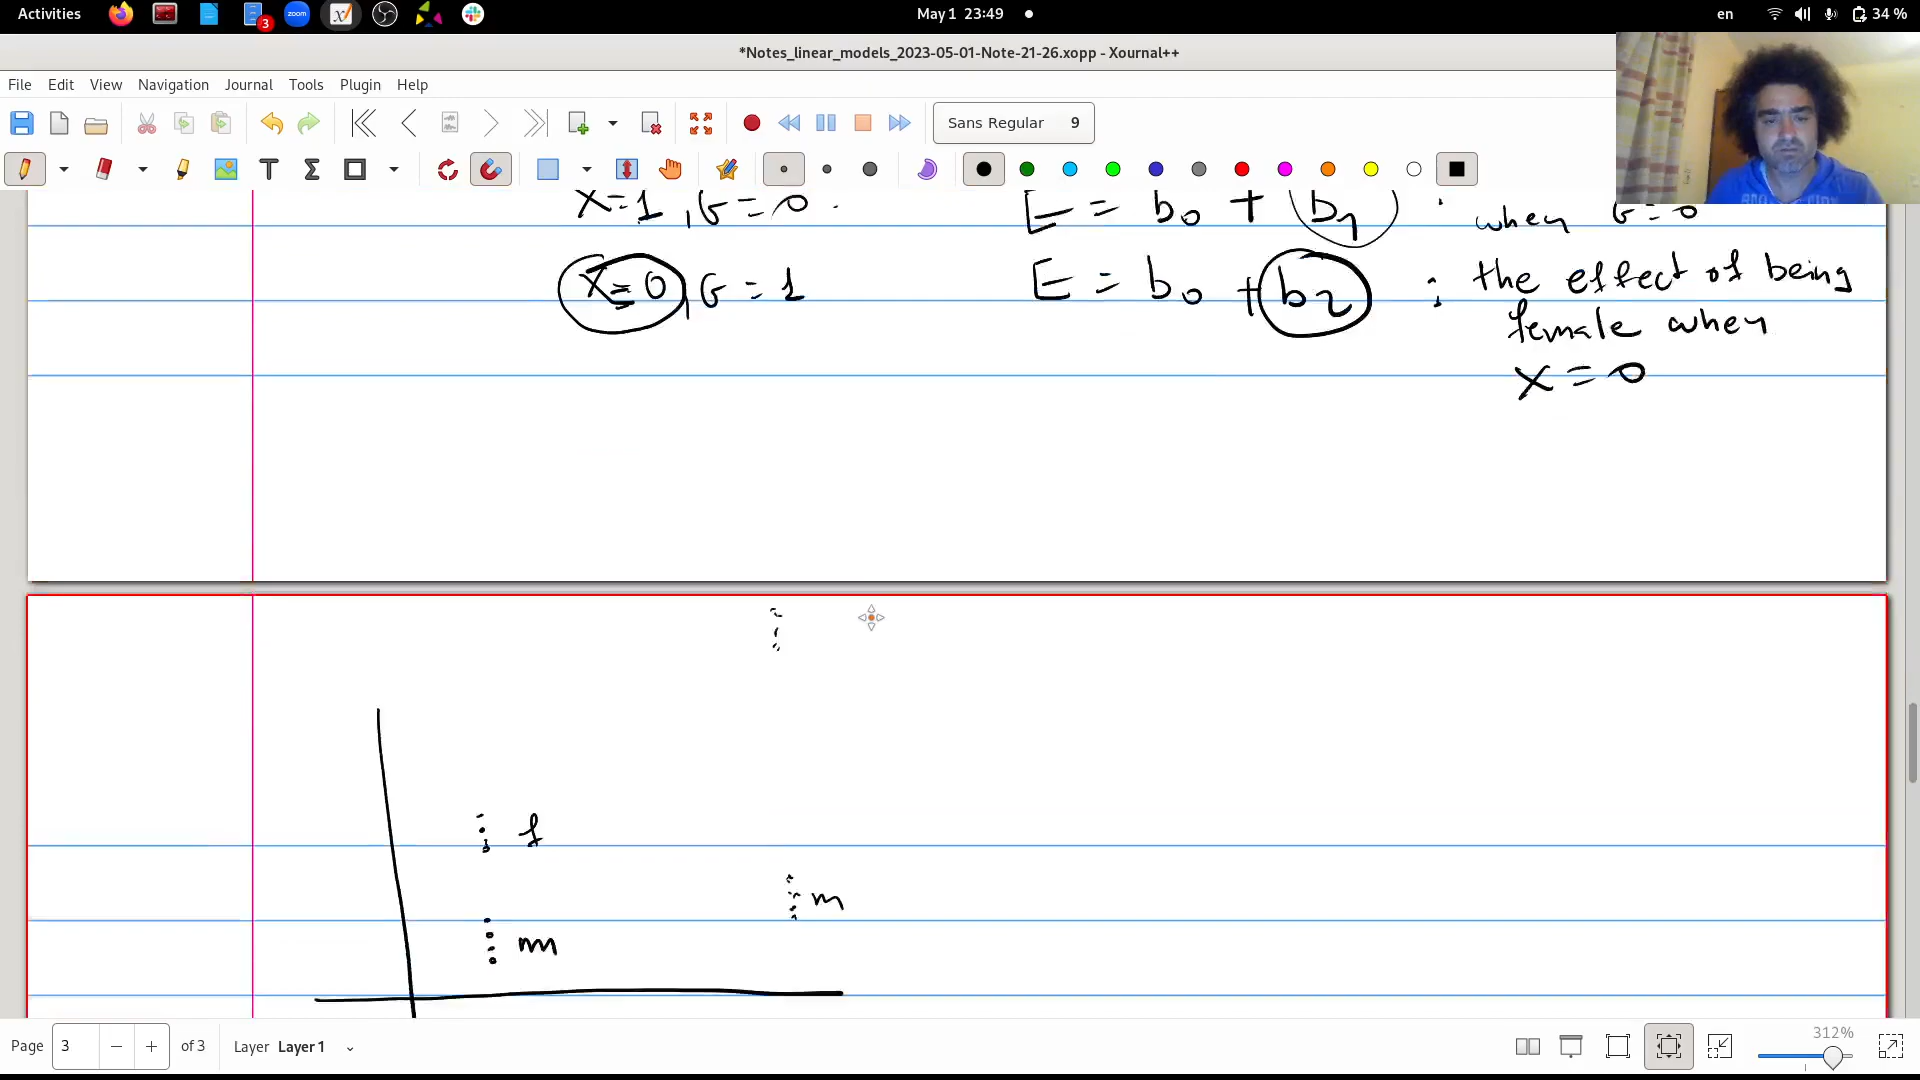 Activities
3
zoom
May 1 23:49
en
34 %
*Notes_linear_models_2023-05-01-Note-21-26.xopp - Xournal++
File Edit View Navigation Journal Tools Plugin Help
Sans Regular 9
X=1, G=0 .
E = b0 + b1 :
when G=0
X=0, G=1
E = b0 + b2 : the effect of being
female when
X=0
f
m
m
Page 3 of 3 Layer Layer 1
312%